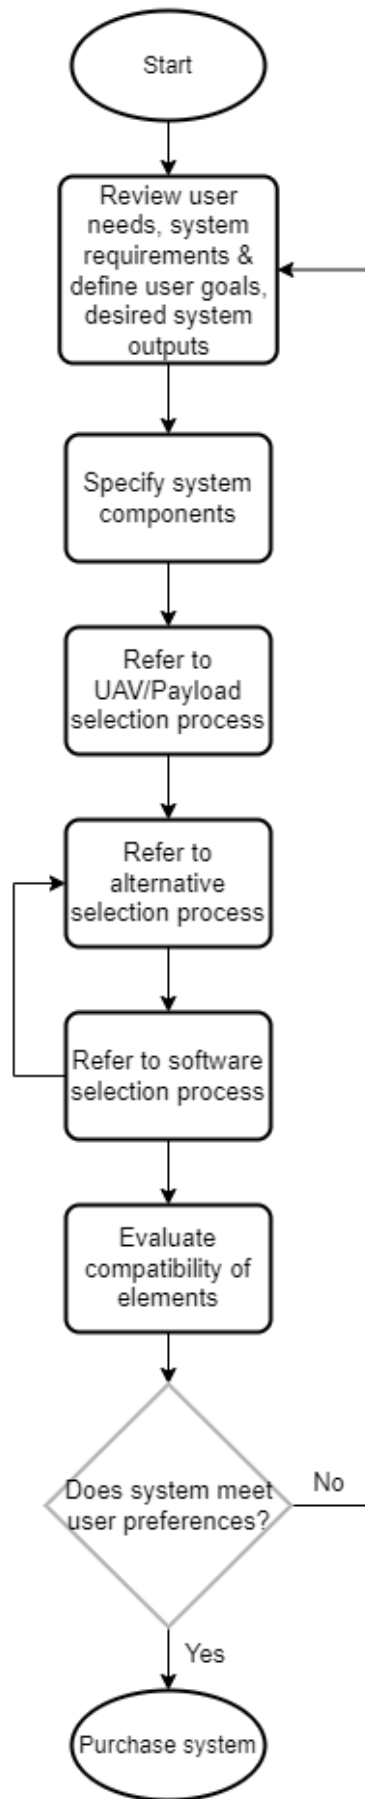 Start
Review user
needs, system
requirements &
define user goals,
desired system
outputs
Specify system
components
Refer to
UAV/Payload
selection process
Refer to
alternative
selection process
Refer to software
selection process
Evaluate
compatibility of
elements
Does system meet
user preferences?
No
Yes
Purchase system